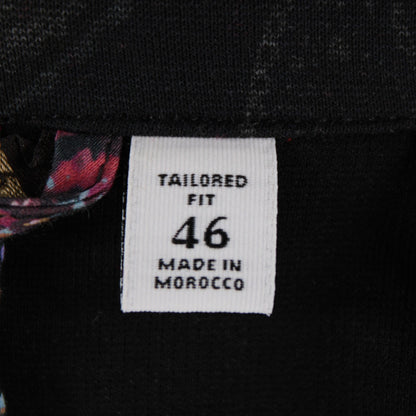 TAILORED
FIT
46
MADE IN
MOROCCO